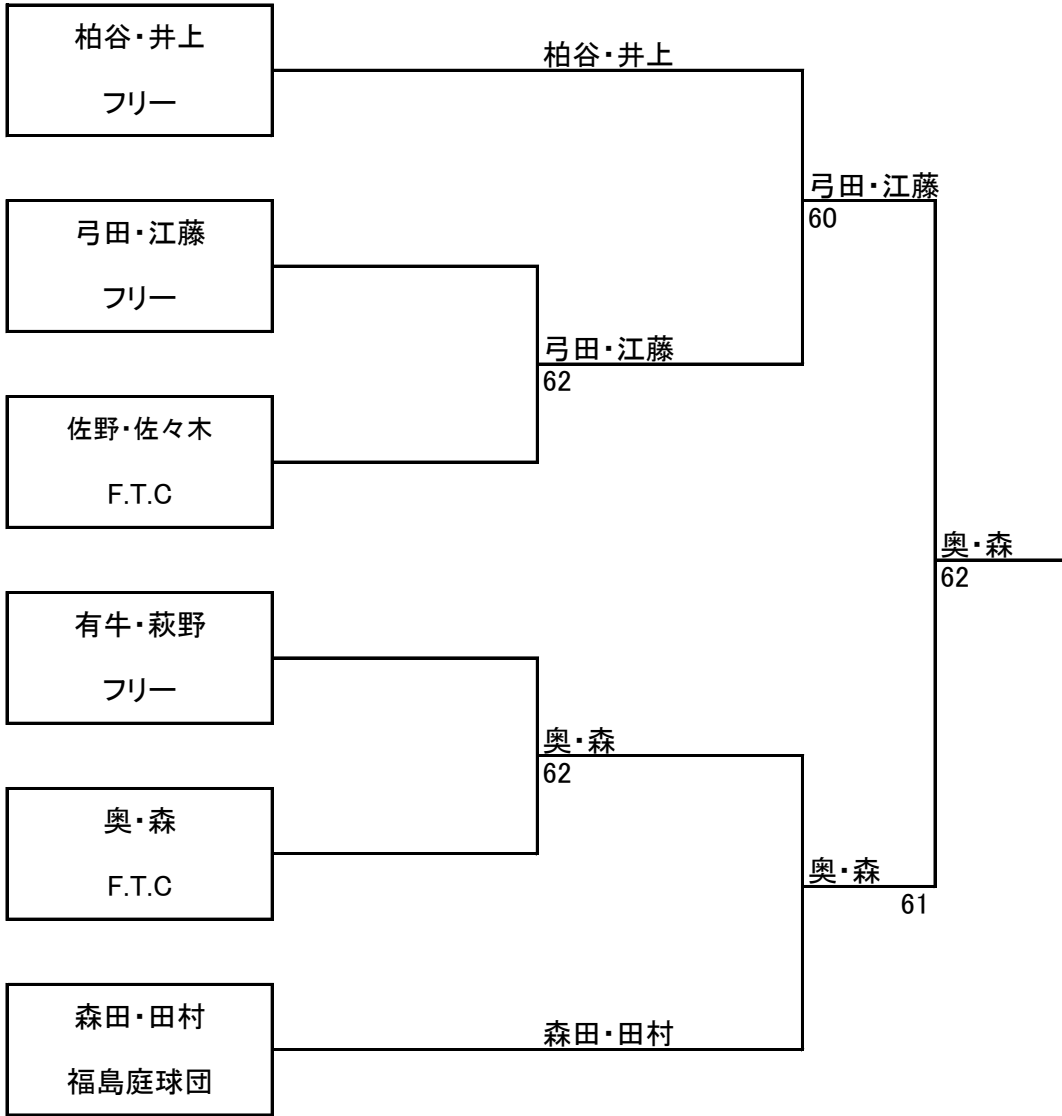 柏谷・井上
フリー
柏谷・井上
弓田・江藤
60
弓田・江藤
フリー
弓田・江藤
62
佐野・佐々木
F.T.C
奥・森
62
有牛・萩野
フリー
奥・森
62
奥・森
F.T.C
奥・森
61
森田・田村
福島庭球団
森田・田村